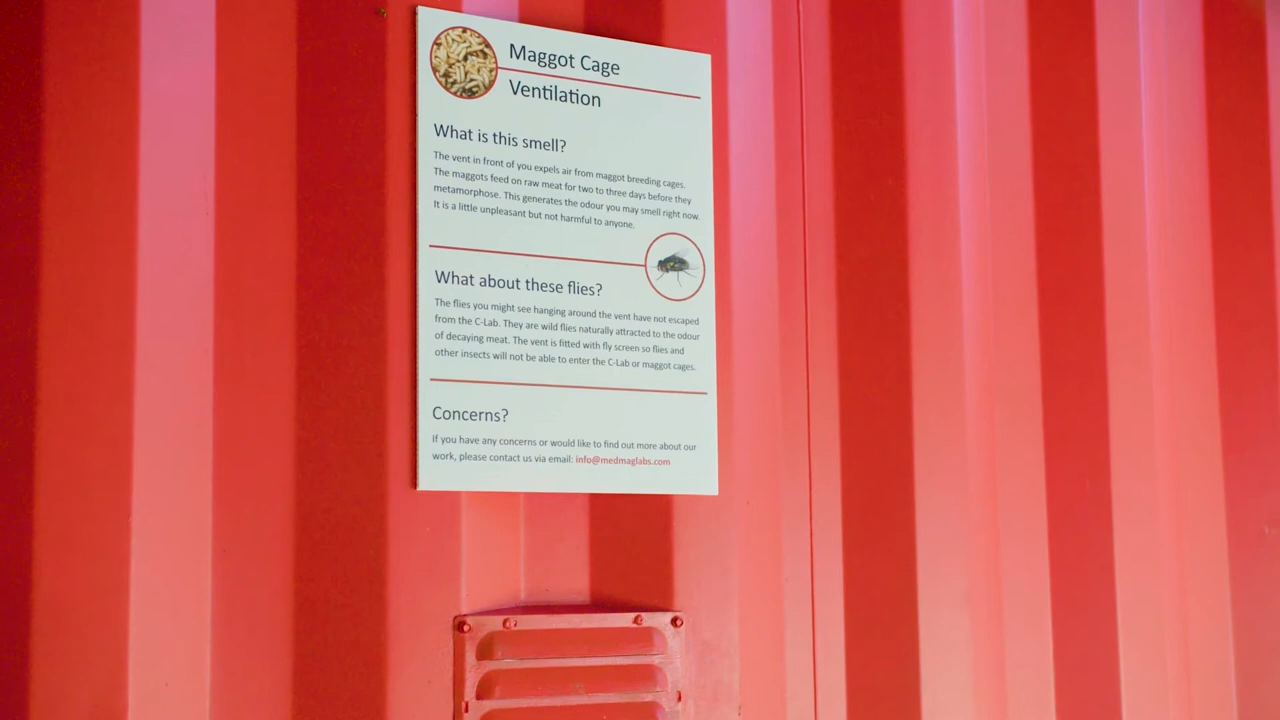 Maggot Cage
Ventilation
What is this smell?
The vent in front of you expels air from maggot breeding cages.
The maggots feed on raw meat for two to three days before they
metamorphose. This generates the odour you may smell right now.
It is a little unpleasant but not harmful to anyone.
What about these flies?
The flies you might see hanging around the vent have not escaped
from the C-Lab. They are wild flies naturally attracted to the odour
of decaying meat. The vent is fitted with fly screen so flies and
other insects will not be able to enter the C-Lab or maggot cages.
Concerns?
If you have any concerns or would like to find out more about our
work, please contact us via email: info@medmaglabs.com